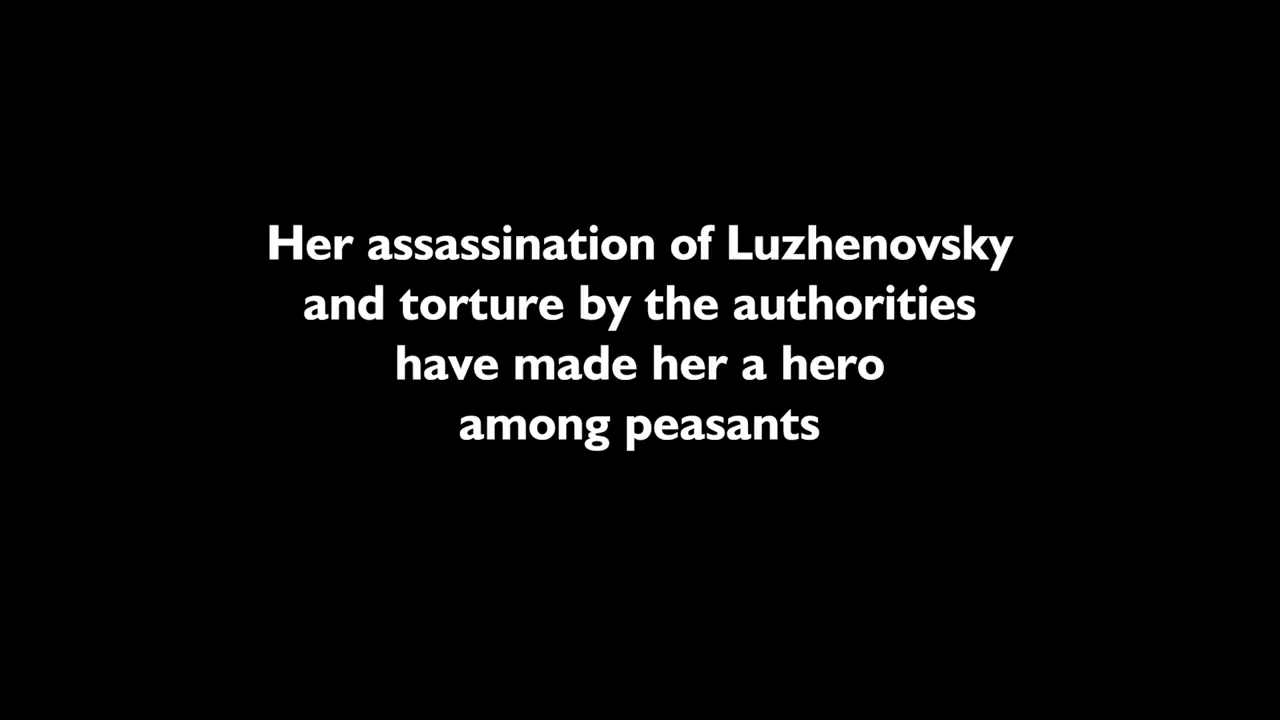 Her assassination of Luzhenovsky
and torture by the authorities
have made her a hero
among peasants